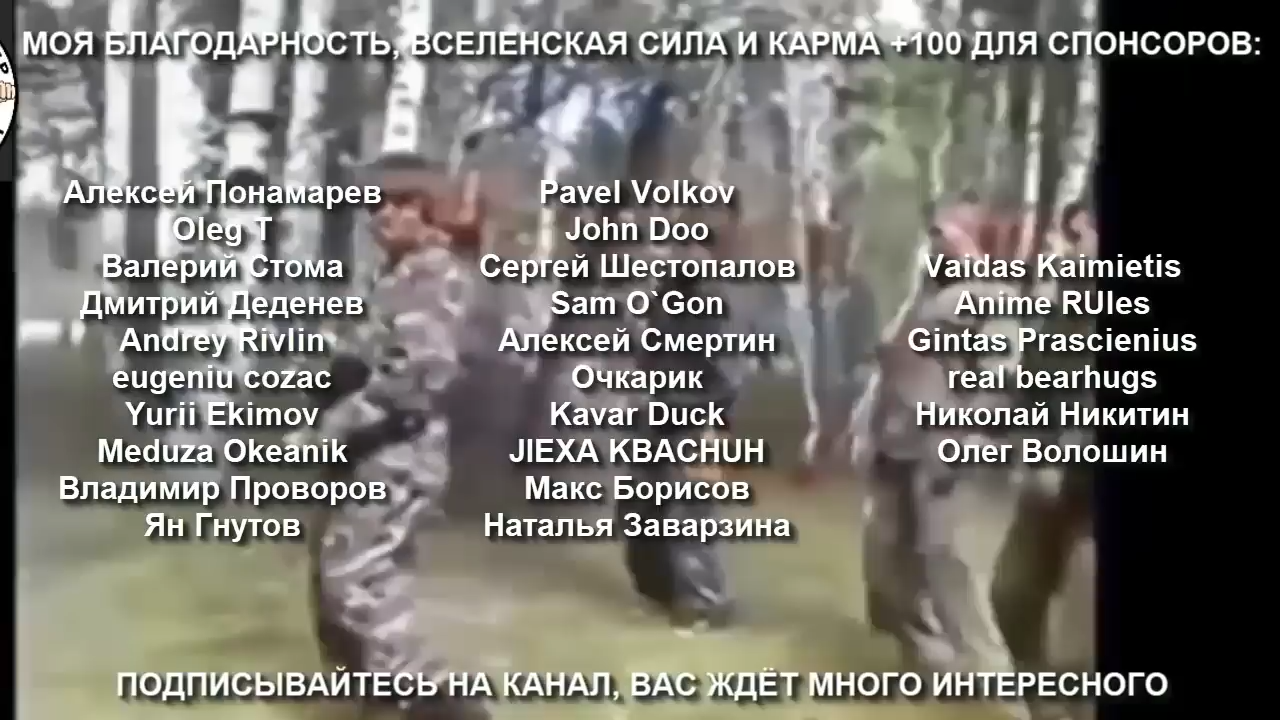 МОЯ БЛАГОДАРНОСТЬ, ВСЕЛЕНСКАЯ СИЛА И КАРМА +100 ДЛЯ СПОНСОРОВ:
Алексей Понамарев
Oleg T
Валерий Стома
Дмитрий Деденев
Andrey Rivlin
eugeniu cozac
Yurii Ekimov
Meduza Okeanik
Владимир Проворов
Ян Гнутов
Pavel Volkov
John Doo
Сергей Шестопалов
Sam O`Gon
Алексей Смертин
Очкарик
Kavar Duck
JIEXA KBACHUH
Макс Борисов
Наталья Заварзина
Vaidas Kaimietis
Anime RUles
Gintas Prascienius
real bearhugs
Николай Никитин
Олег Волошин
ПОДПИСЫВАЙТЕСЬ НА КАНАЛ, ВАС ЖДЁТ МНОГО ИНТЕРЕСНОГО